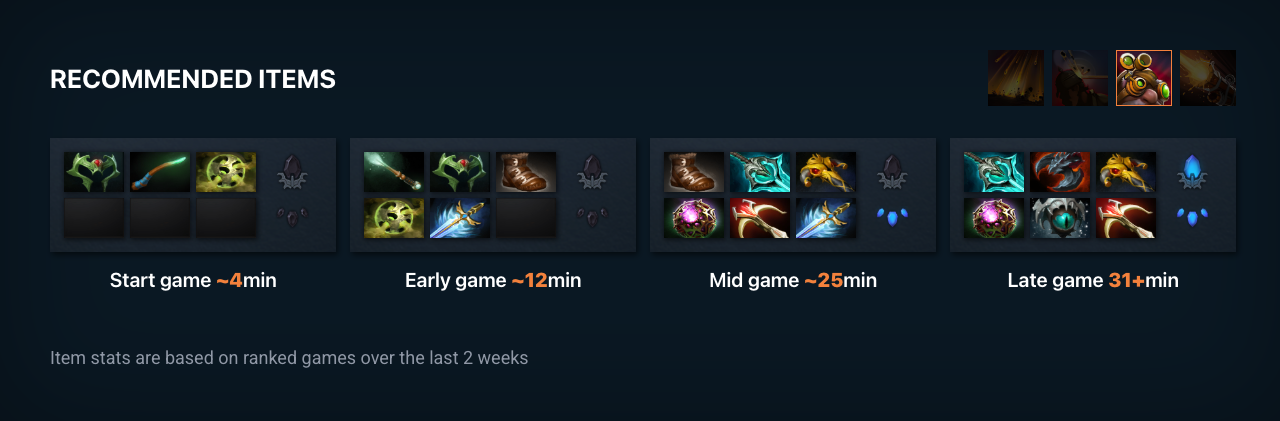 RECOMMENDED ITEMS
Start game ~4min
Early game ~12min
Mid game ~25min
Late game 31+min
Item stats are based on ranked games over the last 2 weeks